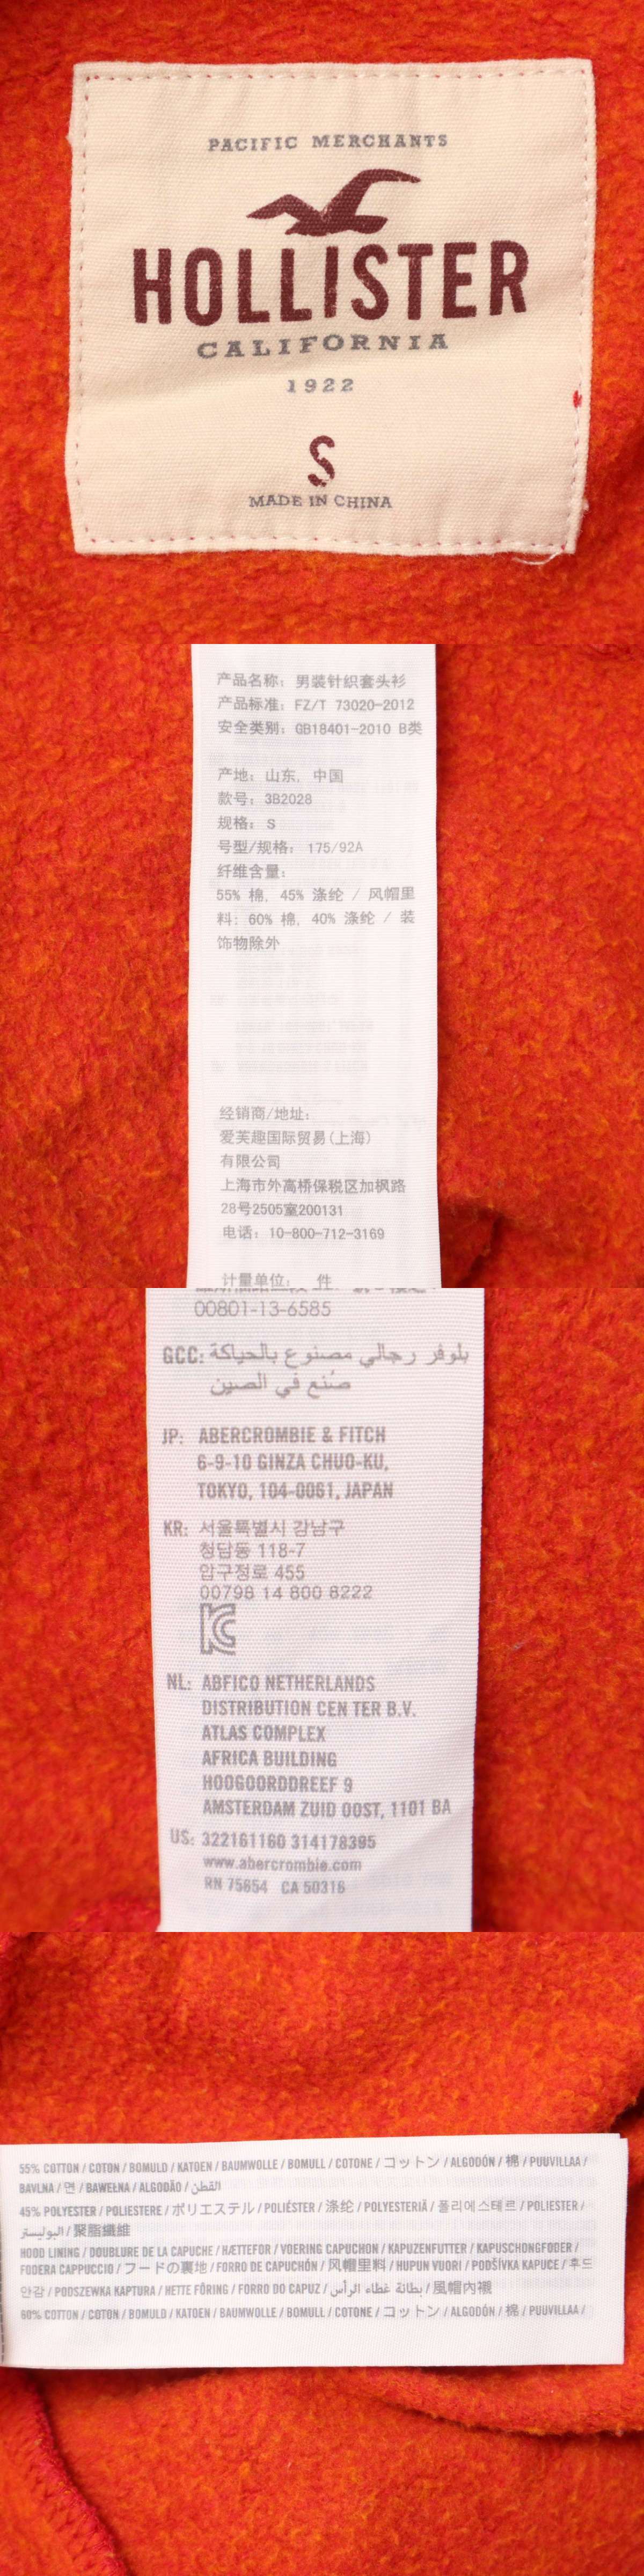 PACIFIC MERCHANTS
HOLLISTER
CALIFORNIA
1922
S
MADE IN CHINA
产品名称: 男装针织套头衫
产品标准: FZ/T 73020-2012
安全类别: GB18401-2010 B类
产地: 山东, 中国
款号: 3B2028
规格: S
号型/规格: 175/92A
纤维含量:
55% 棉, 45% 涤纶 / 风帽里
料: 60% 棉, 40% 涤纶 / 装
饰物除外
经销商/地址:
爱芙趣国际贸易(上海)
有限公司
上海市外高桥保税区加枫路
28号2505室200131
电话: 10-800-712-3169
计量单位: 件
00801-13-6585
GCC: بلوفر رجالي مصنوع بالحياكة
صُنع في الصين
JP: ABERCROMBIE & FITCH
6-9-10 GINZA CHUO-KU,
TOKYO, 104-0061, JAPAN
KR: 서울특별시 강남구
청담동 118-7
압구정로 455
00798 14 800 8222
NL: ABFICO NETHERLANDS
DISTRIBUTION CEN TER B.V.
ATLAS COMPLEX
AFRICA BUILDING
HOOGOORDDREEF 9
AMSTERDAM ZUID OOST, 1101 BA
US: 322161160 314178395
www.abercrombie.com
RN 75654 CA 50316
55% COTTON / COTON / BOMULD / KATOEN / BAUMWOLLE / BOMULL / COTONE / コットン / ALGODÓN / 棉 / PUUVILLAA /
BAVLNA / 면 / BAWEŁNA / ALGODÃO / القطن
45% POLYESTER / POLIESTERE / ポリエステル / POLIÉSTER / 涤纶 / POLYESTERIÄ / 폴리에스테르 / POLIESTER /
البوليستر / 聚脂纖維
HOOD LINING / DOUBLURE DE LA CAPUCHE / HÆTTEFOR / VOERING CAPUCHON / KAPUZENFUTTER / KAPUSCHONGFODER /
FODERA CAPPUCCIO / フードの裏地 / FORRO DE CAPUCHÓN / 风帽里料 / HUPUN VUORI / PODŠÍVKA KAPUCE / 후드
안감 / PODSZEWKA KAPTURA / HETTE FÔRING / FORRO DO CAPUZ / بطانة غطاء الرأس / 風帽內襯
60% COTTON / COTON / BOMULD / KATOEN / BAUMWOLLE / BOMULL / COTONE / コットン / ALGODÓN / 棉 / PUUVILLAA /